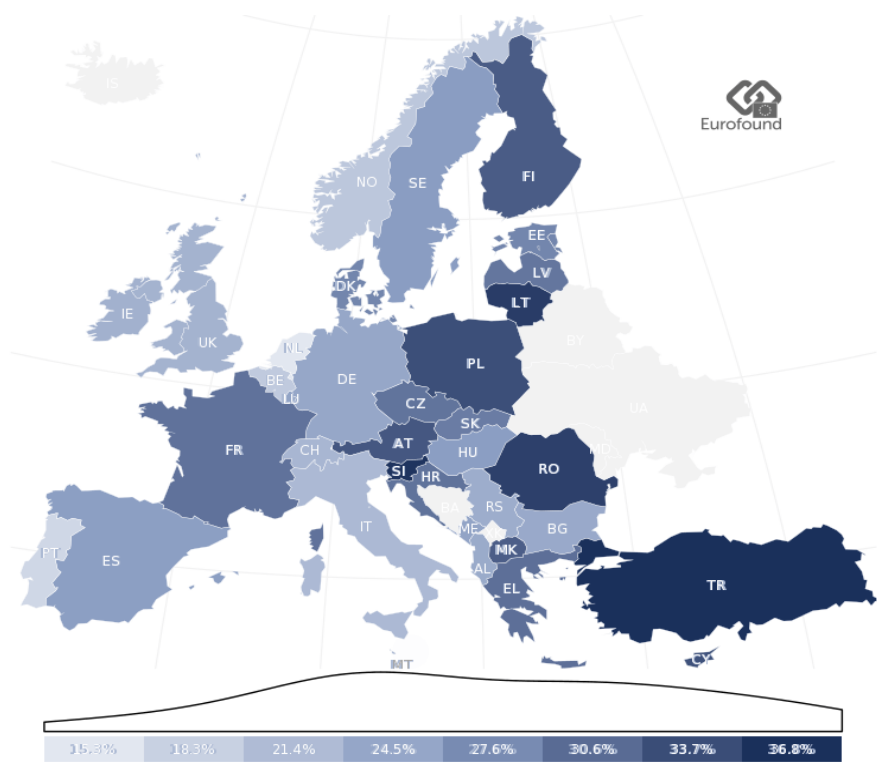 IS
Eurofound
NO
SE
FI
EE
LV
DK
LT
IE
UK
NL
BY
BE
DE
PL
LU
CZ
UA
SK
FR
CH
AT
HU
MD
SI
HR
RO
BA
RS
IT
ME
BG
PT
ES
MK
AL
EL
TR
CY
MT
15.3% 18.3% 21.4% 24.5% 27.6% 30.6% 33.7% 36.8%